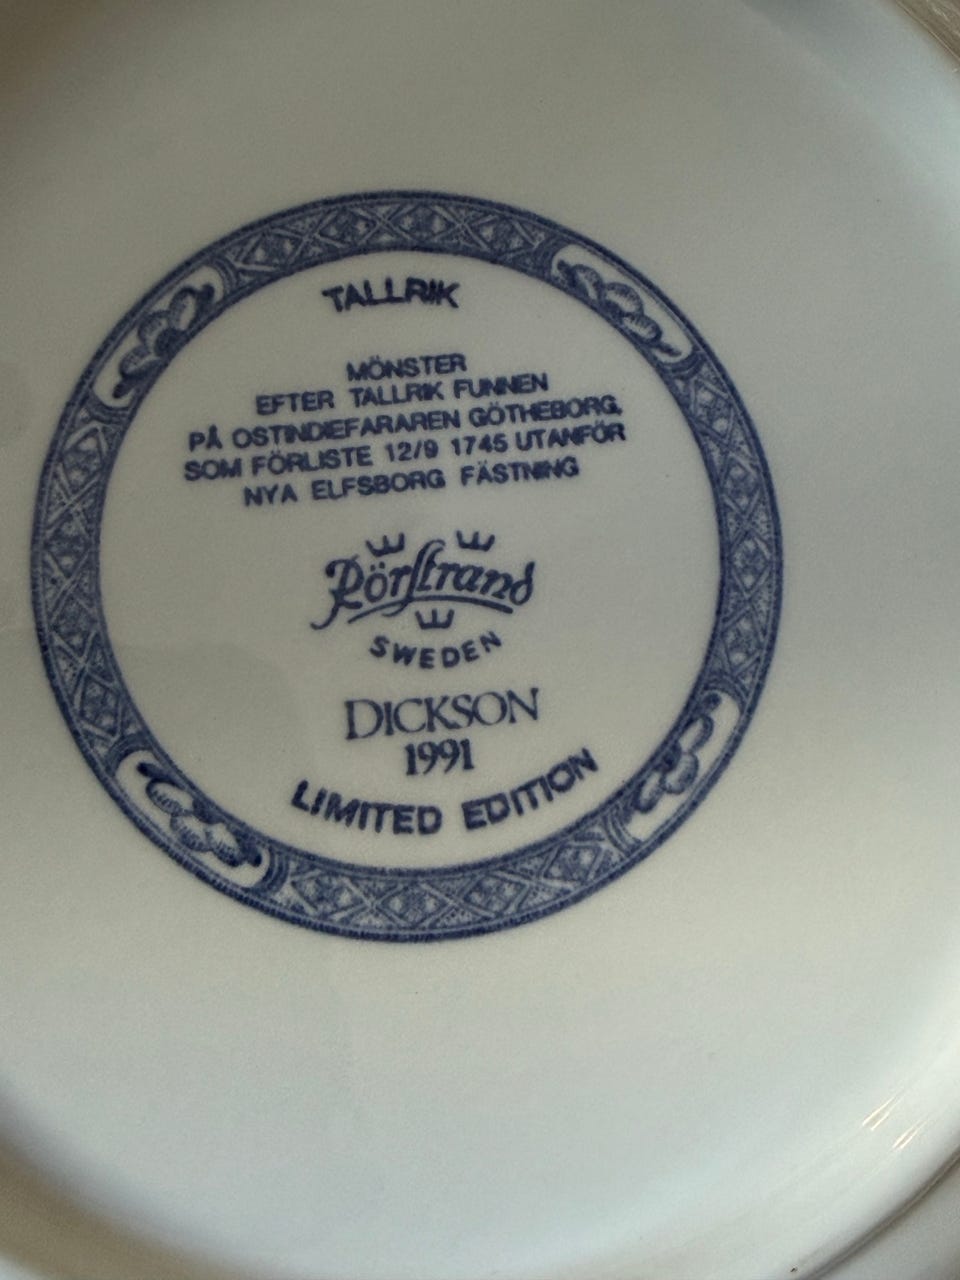 TALLRIK
MÖNSTER
EFTER TALLRIK FUNNEN
PÅ OSTINDIEFARAREN GÖTHEBORG,
SOM FÖRLISTE 12/9 1745 UTANFÖR
NYA ELFSBORG FÄSTNING
Rörstrand
SWEDEN
DICKSON
1991
LIMITED EDITION